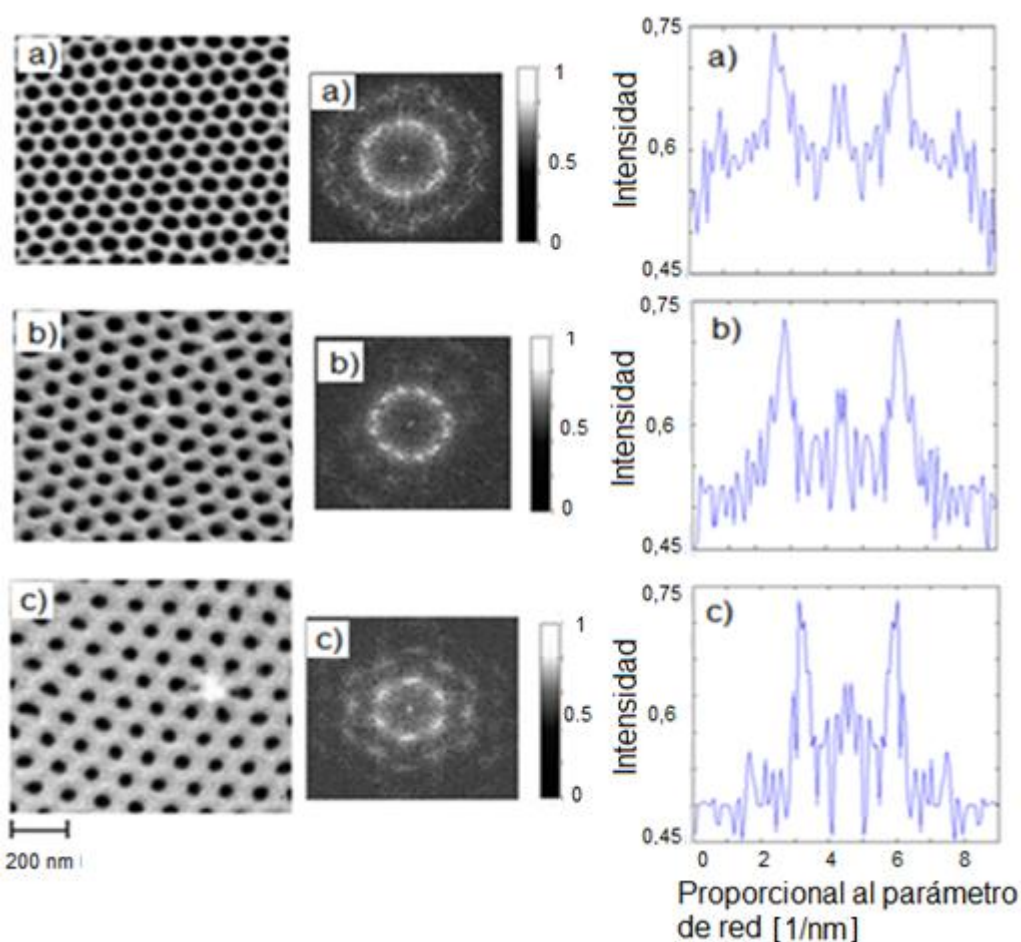 a)
a)
1
0.5
0
0,75
0,6
0,45
Intensidad
a)
b)
b)
1
0.5
0
0,75
0,6
0,45
Intensidad
b)
c)
c)
1
0.5
0
0,75
0,6
0,45
Intensidad
c)
200 nm
0 2 4 6 8
Proporcional al parámetro
de red [1/nm]